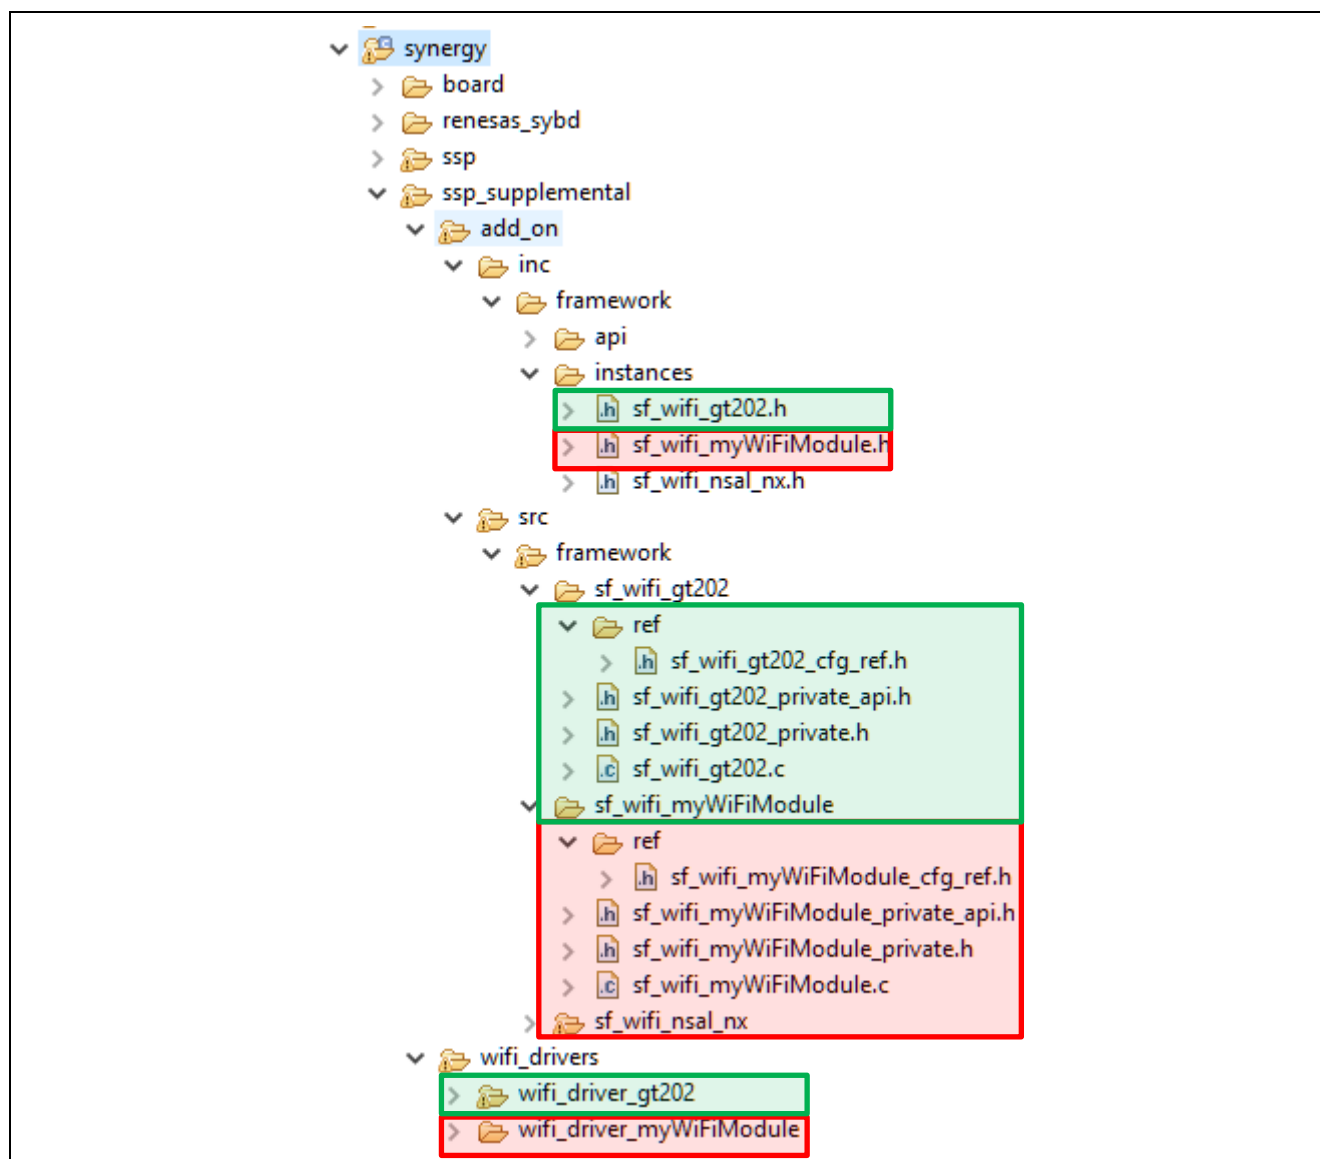 synergy
board
renesas_sybd
ssp
ssp_supplemental
add_on
inc
framework
api
instances
.h sf_wifi_gt202.h
.h sf_wifi_myWiFiModule.h
.h sf_wifi_nsal_nx.h
src
framework
sf_wifi_gt202
ref
.h sf_wifi_gt202_cfg_ref.h
.h sf_wifi_gt202_private_api.h
.h sf_wifi_gt202_private.h
.c sf_wifi_gt202.c
sf_wifi_myWiFiModule
ref
.h sf_wifi_myWiFiModule_cfg_ref.h
.h sf_wifi_myWiFiModule_private_api.h
.h sf_wifi_myWiFiModule_private.h
.c sf_wifi_myWiFiModule.c
sf_wifi_nsal_nx
wifi_drivers
wifi_driver_gt202
wifi_driver_myWiFiModule